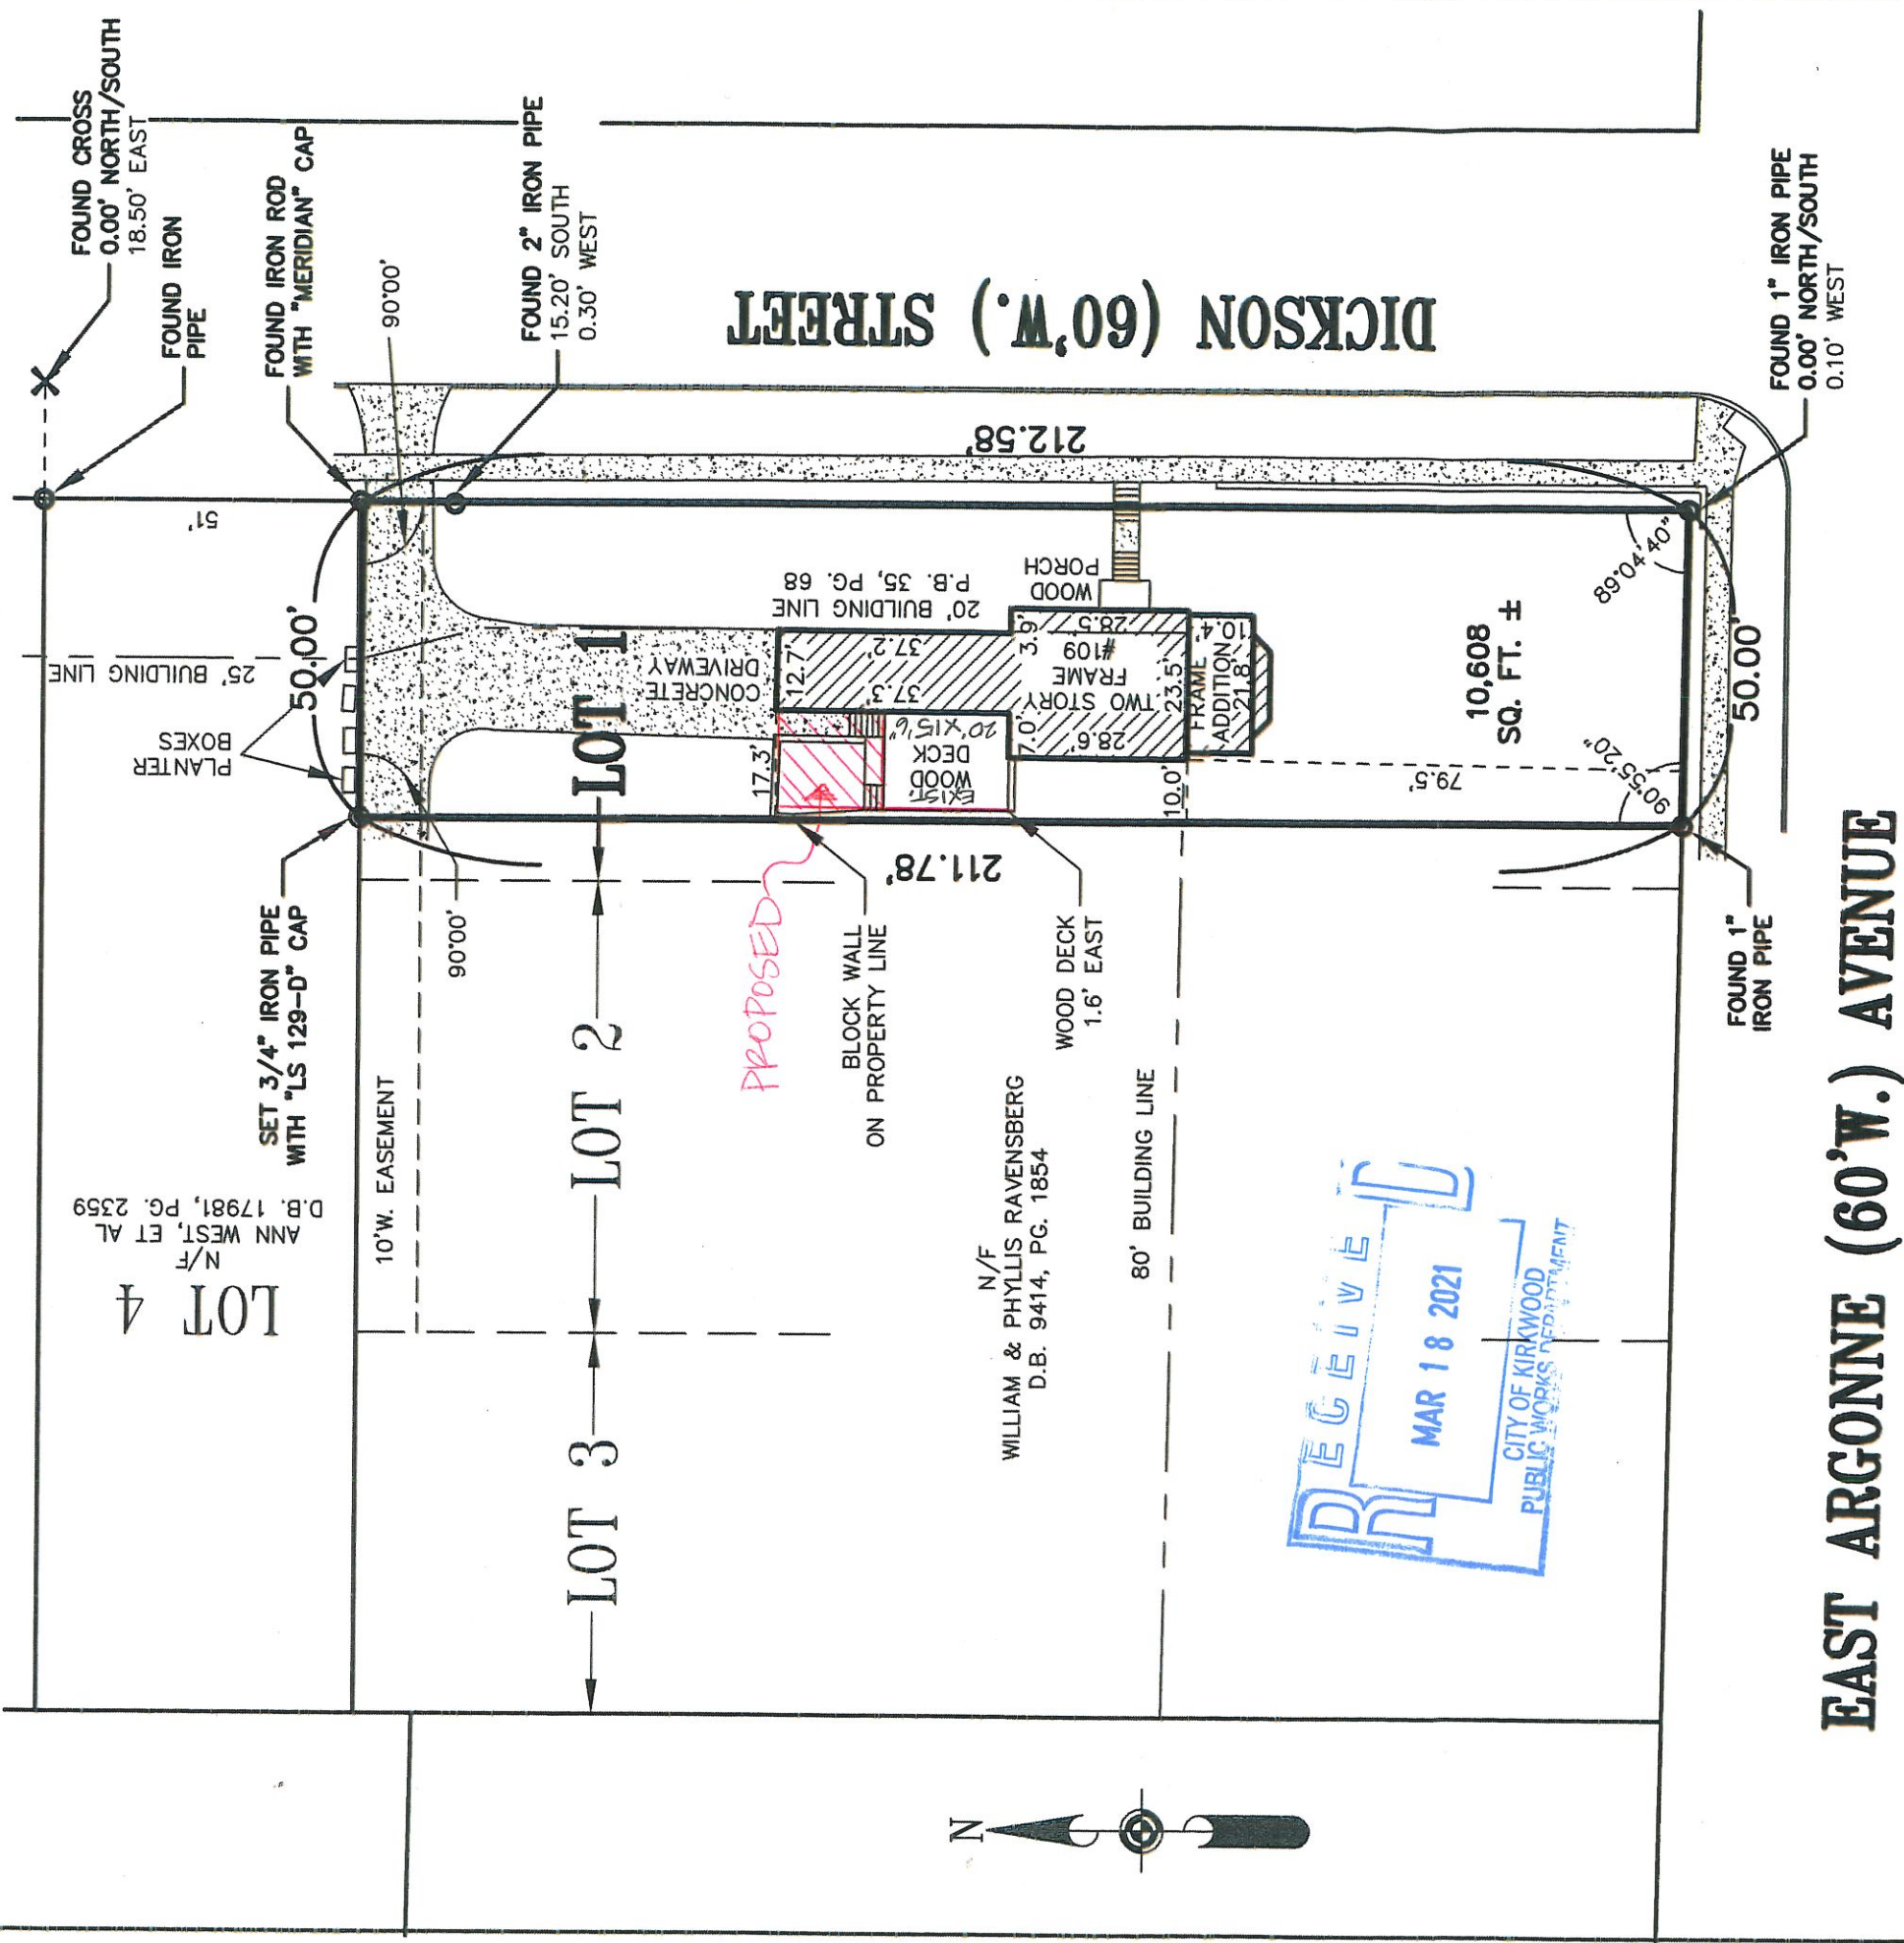 FOUND CROSS
0.00' NORTH/SOUTH
18.50' EAST
FOUND IRON
PIPE
FOUND IRON ROD
WITH "MERIDIAN" CAP
90°00'
FOUND 2" IRON PIPE
15.20' SOUTH
0.30' WEST
DICKSON (60'W.) STREET
212.58'
51'
25' BUILDING LINE
50.00'
PLANTER
BOXES
SET 3/4" IRON PIPE
WITH "LS 129-D" CAP
90°00'
LOT 4
N/F
ANN WEST, ET AL
D.B. 17981, PG. 2359
10'W. EASEMENT
LOT 1
LOT 2
LOT 3
CONCRETE
DRIVEWAY
20' BUILDING LINE
P.B. 35, PG. 68
WOOD
PORCH
12.7'
37.2'
37.3'
3.9'
28.5'
#109
TWO STORY
FRAME
7.0'
28.6'
23.5'
FRAME
ADDITION
10.4'
21.8'
17.3'
EXIST.
WOOD
DECK
20'X15'6"
10.0'
79.5'
211.78'
PROPOSED
BLOCK WALL
ON PROPERTY LINE
WOOD DECK
1.6' EAST
N/F
WILLIAM & PHYLLIS RAVENSBERG
D.B. 9414, PG. 1854
80' BUILDING LINE
10,608
SQ. FT. ±
89°04'40"
90°55'20"
50.00'
FOUND 1" IRON PIPE
0.00' NORTH/SOUTH
0.10' WEST
FOUND 1"
IRON PIPE
RECEIVED
MAR 18 2021
CITY OF KIRKWOOD
PUBLIC WORKS DEPARTMENT
N
EAST ARGONNE (60'W.) AVENUE